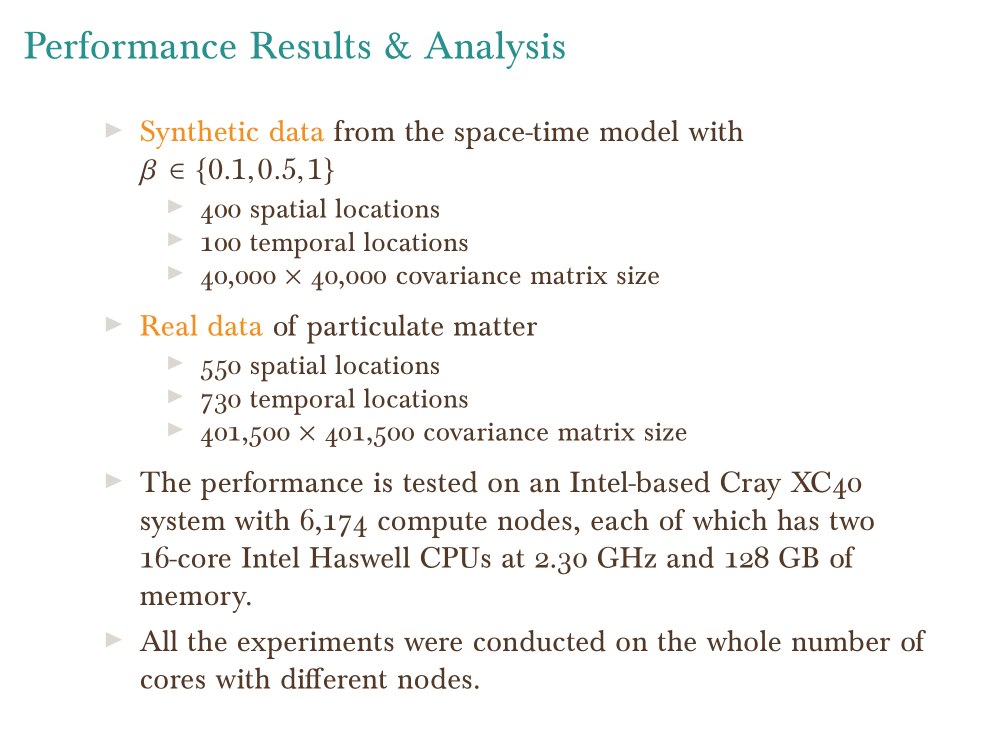 Performance Results & Analysis
▶ Synthetic data from the space-time model with
β ∈ {0.1, 0.5, 1}
▶ 400 spatial locations
▶ 100 temporal locations
▶ 40,000 × 40,000 covariance matrix size
▶ Real data of particulate matter
▶ 550 spatial locations
▶ 730 temporal locations
▶ 401,500 × 401,500 covariance matrix size
▶ The performance is tested on an Intel-based Cray XC40
system with 6,174 compute nodes, each of which has two
16-core Intel Haswell CPUs at 2.30 GHz and 128 GB of
memory.
▶ All the experiments were conducted on the whole number of
cores with different nodes.